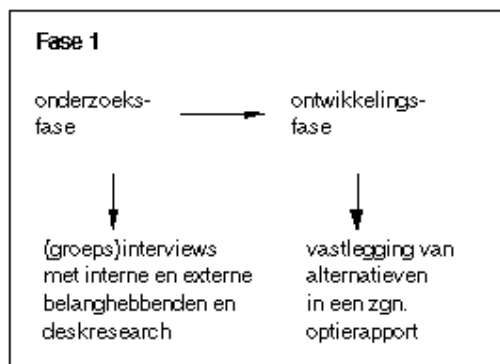 Fase 1
onderzoeks-
fase
ontwikkelings-
fase
(groeps)interviews
met interne en externe
belanghebbenden en
deskresearch
vastlegging van
alternatieven
in een zgn.
optierapport